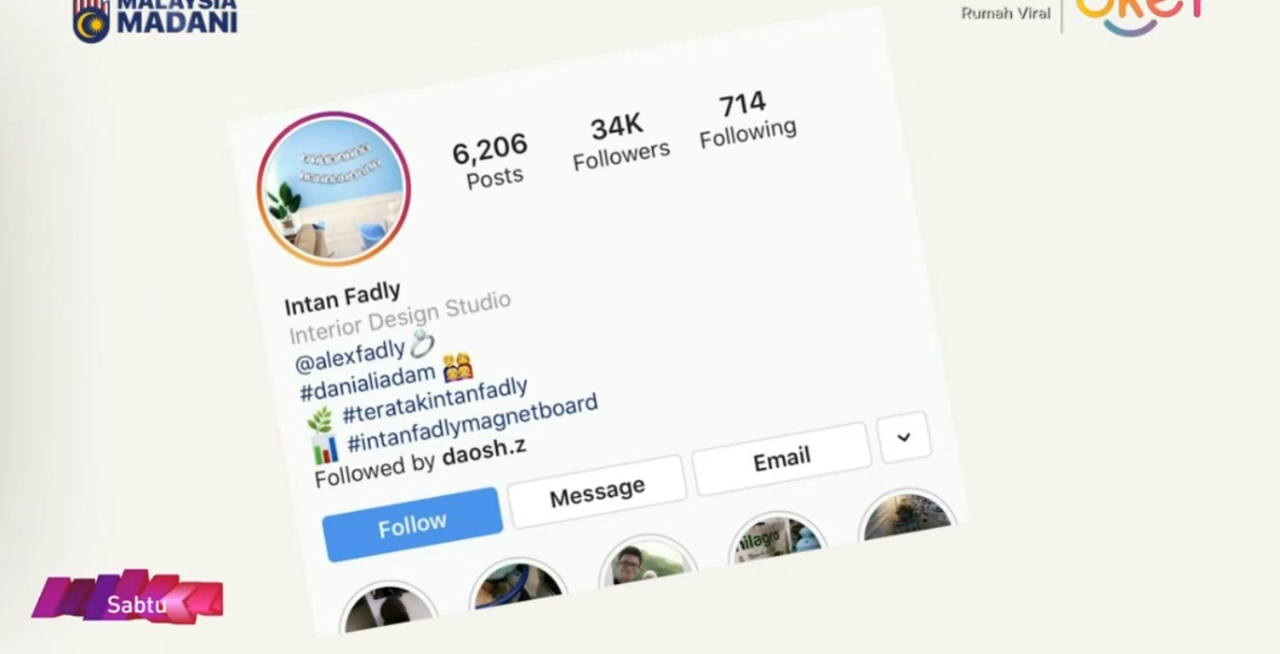 MALAYSIA
MADANI
Rumah Viral
OKEY
6,206
Posts
34K
Followers
714
Following
Intan Fadly
Interior Design Studio
@alexfadly
#danialiadam
#teratakintanfadly
#intanfadlymagnetboard
Followed by daosh.z
Follow
Message
Email
Sabtu